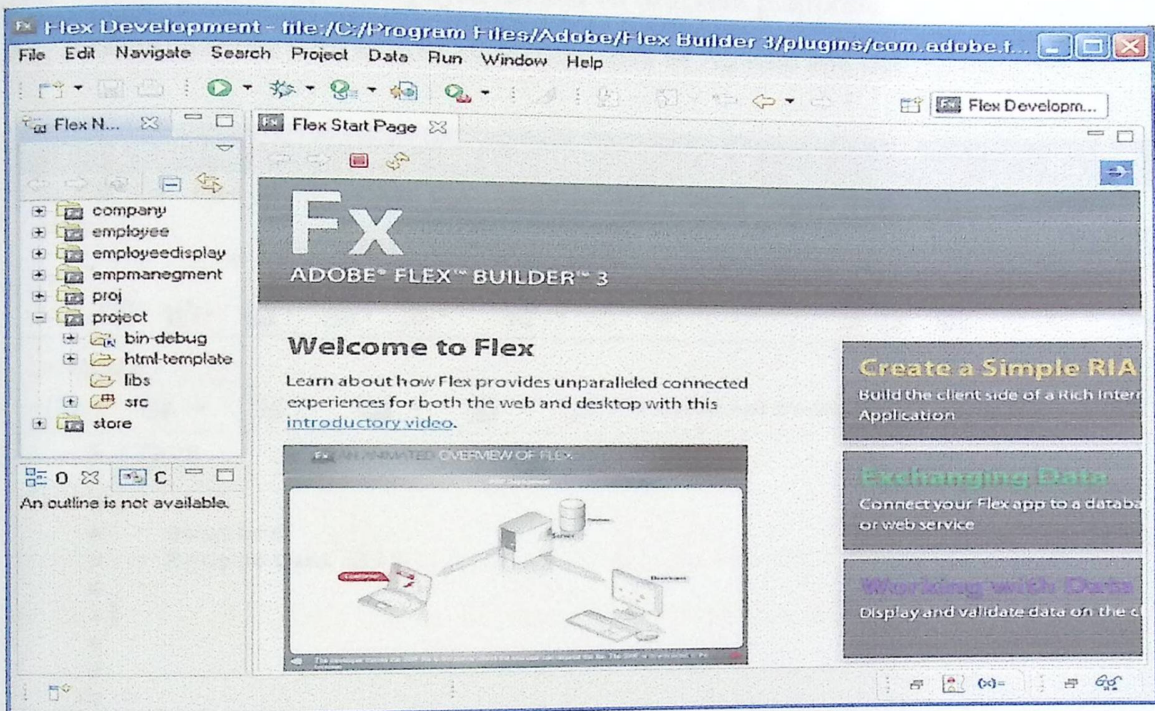 Flex Development - file:/C:/Program Files/Adobe/Flex Builder 3/plugins/com.adobe.f...
File Edit Navigate Search Project Data Run Window Help
Flex Developm...
Flex N...
Flex Start Page
company
employee
employeedisplay
empmanegment
proj
project
bin-debug
html-template
libs
src
store
O C
An outline is not available.
Fx
ADOBE® FLEX™ BUILDER™ 3
Welcome to Flex
Learn about how Flex provides unparalleled connected
experiences for both the web and desktop with this
introductory video.
Fx AN ANIMATED OVERVIEW OF FLEX
Server
Developer
Create a Simple RIA
Build the client side of a Rich Intern
Application
Exchanging Data
Connect your Flex app to a databa
or web service
Working with Data
Display and validate data on the cl
(x)=